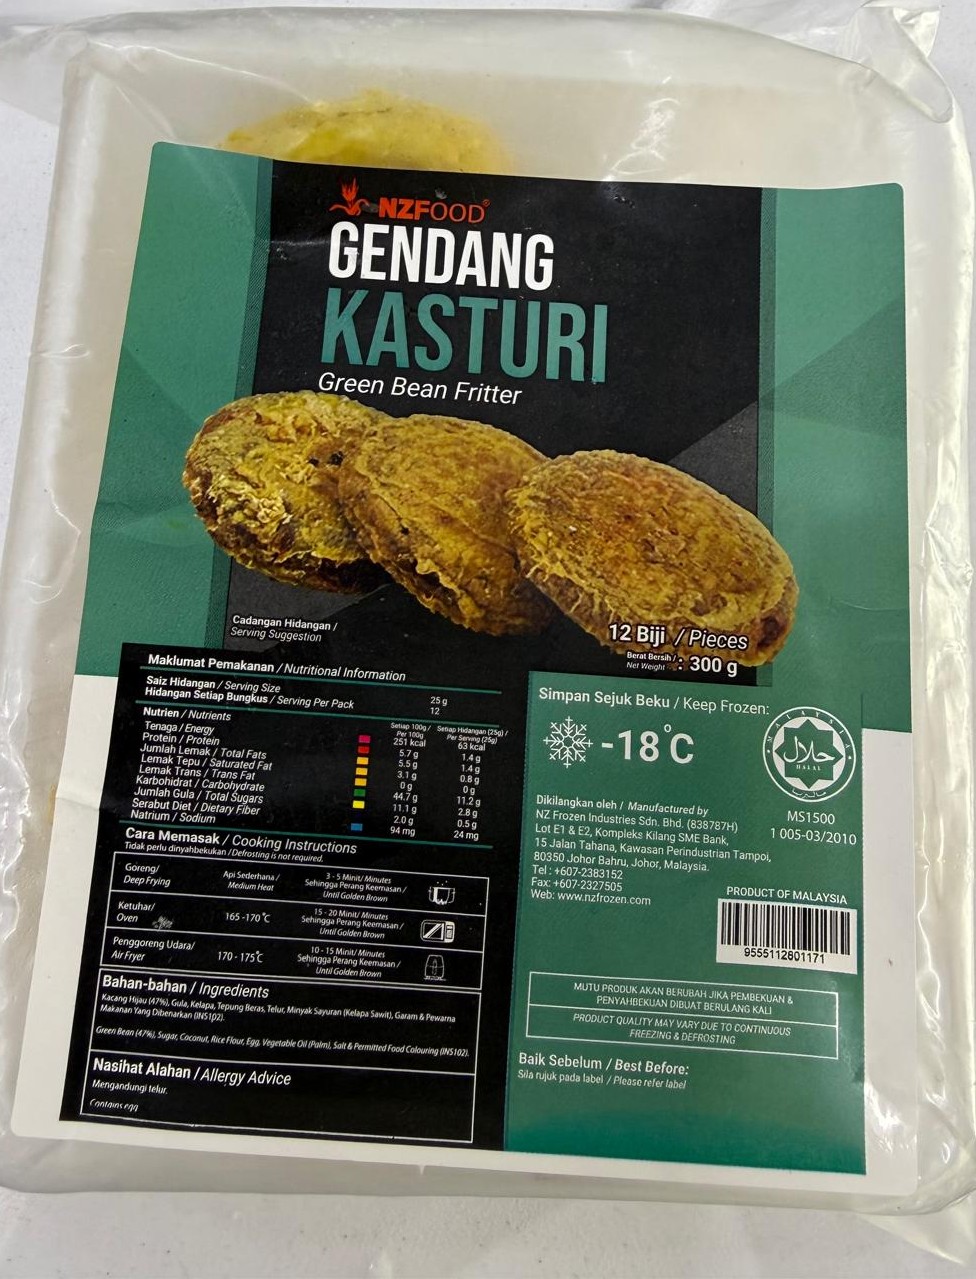 NZFOOD®
GENDANG
KASTURI
Green Bean Fritter
Cadangan Hidangan /
Serving Suggestion
12 Biji / Pieces
Berat Bersih /
Net Weight : 300 g
Maklumat Pemakanan / Nutritional Information
Saiz Hidangan / Serving Size 25 g
Hidangan Setiap Bungkus / Serving Per Pack 12
Nutrien / Nutrients Setiap 100g / Per 100g Setiap Hidangan (25g) / Per Serving (25g)
Tenaga / Energy 251 kcal 63 kcal
Protein / Protein 5.7 g 1.4 g
Jumlah Lemak / Total Fats 5.5 g 1.4 g
Lemak Tepu / Saturated Fat 3.1 g 0.8 g
Lemak Trans / Trans Fat 0 g 0 g
Karbohidrat / Carbohydrate 44.7 g 11.2 g
Jumlah Gula / Total Sugars 11.1 g 2.8 g
Serabut Diet / Dietary Fiber 2.0 g 0.5 g
Natrium / Sodium 94 mg 24 mg
Cara Memasak / Cooking Instructions
Tidak perlu dinyahbekukan / Defrosting is not required.
Goreng/
Deep Frying
Api Sederhana /
Medium Heat
3 - 5 Minit/ Minutes
Sehingga Perang Keemasan /
Until Golden Brown
Ketuhar/
Oven
165 -170°C
15 - 20 Minit/ Minutes
Sehingga Perang Keemasan /
Until Golden Brown
Penggoreng Udara/
Air Fryer
170 - 175°C
10 - 15 Minit/ Minutes
Sehingga Perang Keemasan /
Until Golden Brown
Bahan-bahan / Ingredients
Kacang Hijau (47%), Gula, Kelapa, Tepung Beras, Telur, Minyak Sayuran (Kelapa Sawit), Garam & Pewarna
Makanan Yang Dibenarkan (INS102).
Green Bean (47%), Sugar, Coconut, Rice Flour, Egg, Vegetable Oil (Palm), Salt & Permitted Food Colouring (INS102).
Nasihat Alahan / Allergy Advice
Mengandungi telur.
Contains egg
Simpan Sejuk Beku / Keep Frozen:
-18°C
MALAYSIA
حلال
HALAL
ماليزيا
MS1500
1 005-03/2010
Dikilangkan oleh / Manufactured by
NZ Frozen Industries Sdn. Bhd. (838787H)
Lot E1 & E2, Kompleks Kilang SME Bank,
15 Jalan Tahana, Kawasan Perindustrian Tampoi,
80350 Johor Bahru, Johor, Malaysia.
Tel : +607-2383152
Fax: +607-2327505
Web: www.nzfrozen.com
PRODUCT OF MALAYSIA
9555112801171
MUTU PRODUK AKAN BERUBAH JIKA PEMBEKUAN &
PENYAHBEKUAN DIBUAT BERULANG KALI
PRODUCT QUALITY MAY VARY DUE TO CONTINUOUS
FREEZING & DEFROSTING
Baik Sebelum / Best Before:
Sila rujuk pada label / Please refer label